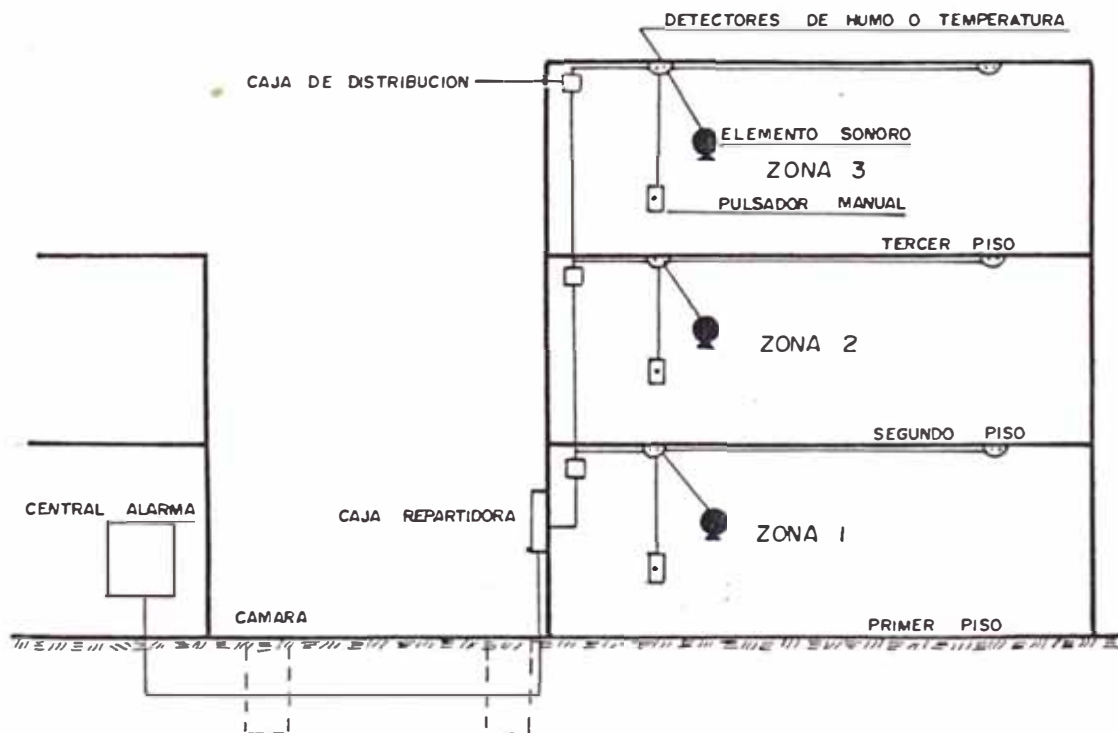 DETECTORES DE HUMO O TEMPERATURA
CAJA DE DISTRIBUCION
ELEMENTO SONORO
ZONA 3
PULSADOR MANUAL
TERCER PISO
ZONA 2
SEGUNDO PISO
CENTRAL ALARMA
CAJA REPARTIDORA
ZONA 1
CAMARA
PRIMER PISO